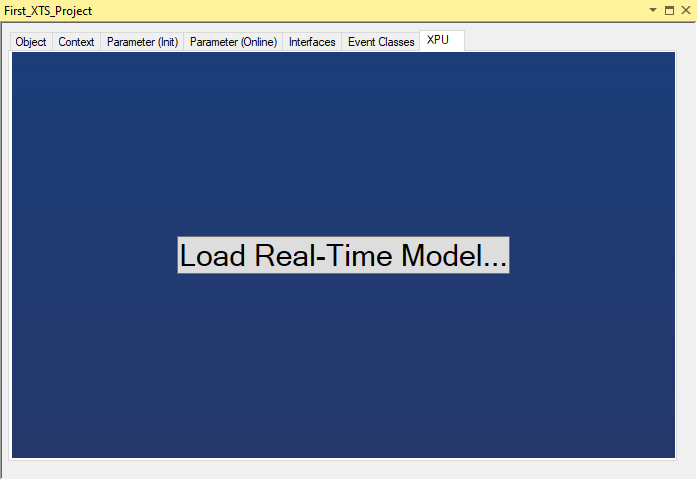 First_XTS_Project
Object Context Parameter (Init) Parameter (Online) Interfaces Event Classes XPU
Load Real-Time Model...